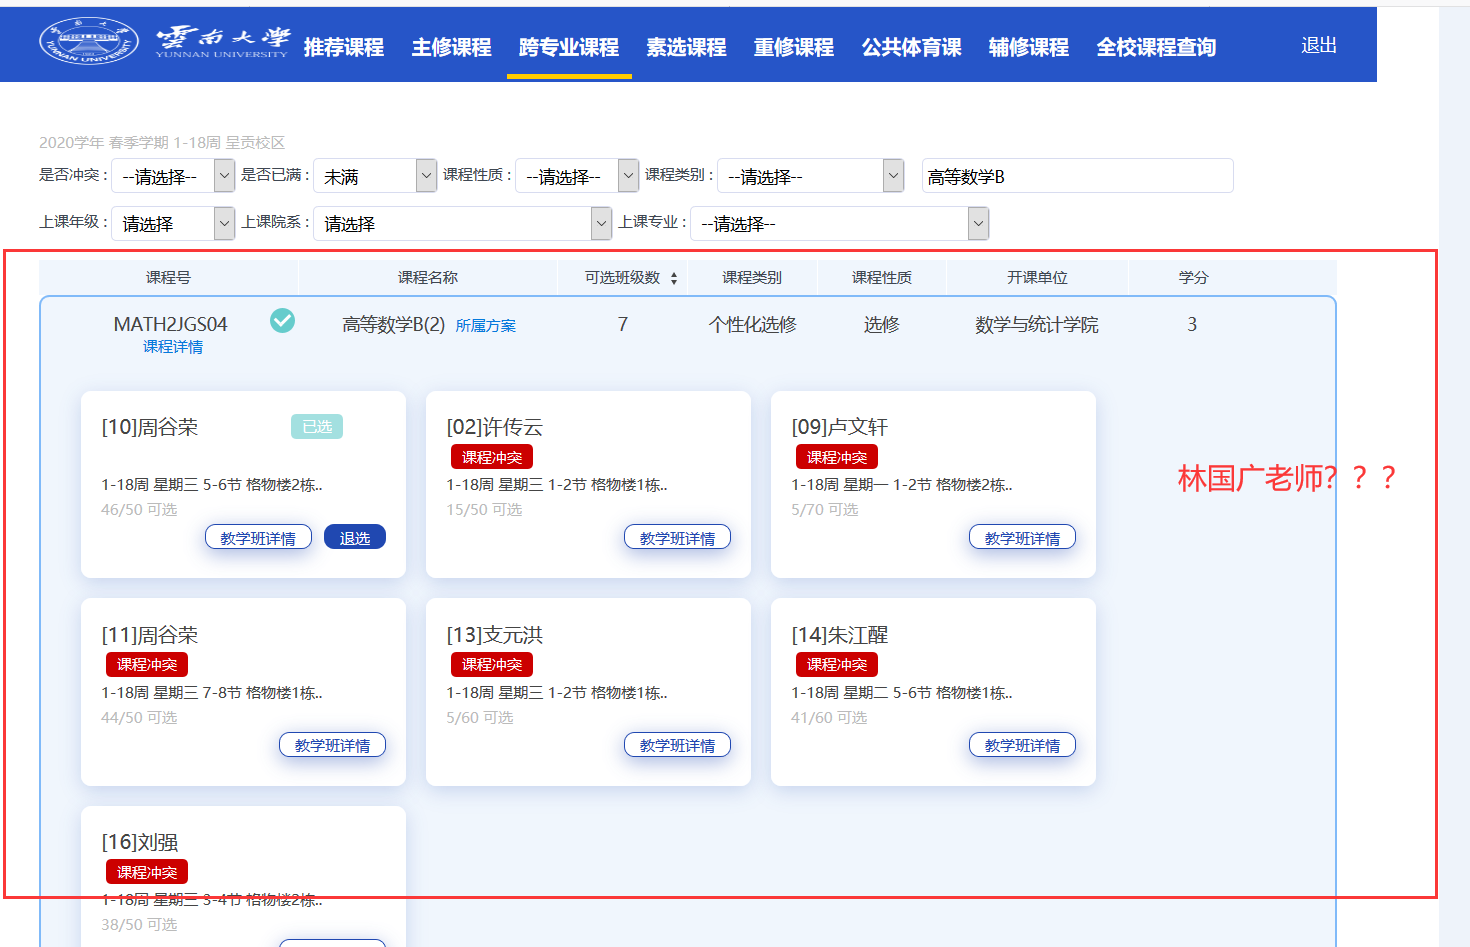 雲南大学
YUNNAN UNIVERSITY
推荐课程 主修课程 跨专业课程 素选课程 重修课程 公共体育课 辅修课程 全校课程查询 退出
2020学年 春季学期 1-18周 呈贡校区
是否冲突： --请选择-- 是否已满： 未满 课程性质： --请选择-- 课程类别： --请选择-- 高等数学B
上课年级： 请选择 上课院系： 请选择 上课专业： --请选择--
课程号 课程名称 可选班级数 课程类别 课程性质 开课单位 学分
MATH2JGS04 高等数学B(2) 所属方案 7 个性化选修 选修 数学与统计学院 3
课程详情
[10]周谷荣 已选
1-18周 星期三 5-6节 格物楼2栋..
46/50 可选
教学班详情 退选
[02]许传云
课程冲突
1-18周 星期三 1-2节 格物楼1栋..
15/50 可选
教学班详情
[09]卢文轩
课程冲突
1-18周 星期一 1-2节 格物楼2栋..
5/70 可选
教学班详情
林国广老师？？？
[11]周谷荣
课程冲突
1-18周 星期三 7-8节 格物楼1栋..
44/50 可选
教学班详情
[13]支元洪
课程冲突
1-18周 星期三 1-2节 格物楼1栋..
5/60 可选
教学班详情
[14]朱江醒
课程冲突
1-18周 星期二 5-6节 格物楼1栋..
41/60 可选
教学班详情
[16]刘强
课程冲突
1-18周 星期三 3-4节 格物楼2栋..
38/50 可选